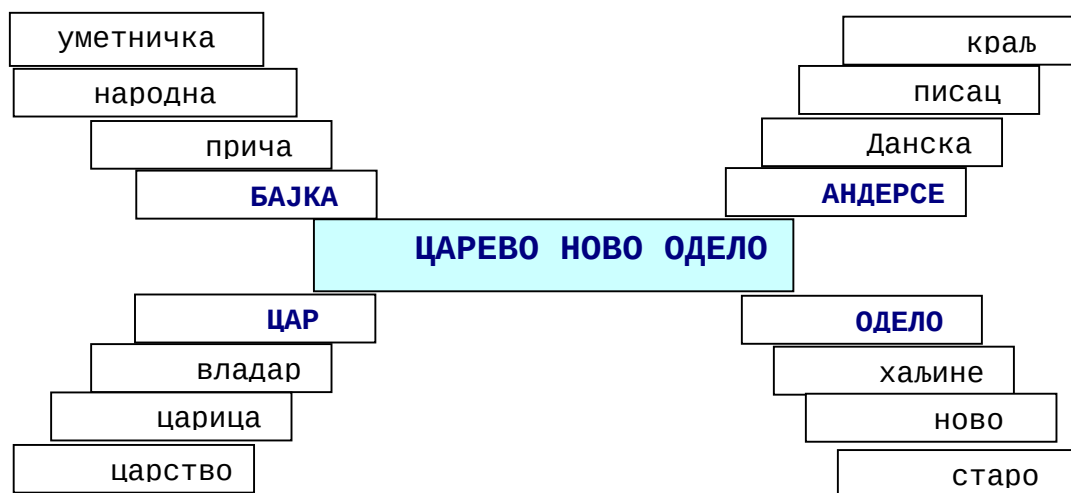 уметничка
народна
прича
БАЈКА
краљ
писац
Данска
АНДЕРСЕ
ЦАРЕВО НОВО ОДЕЛО
ЦАР
владар
царица
царство
ОДЕЛО
хаљине
ново
старо